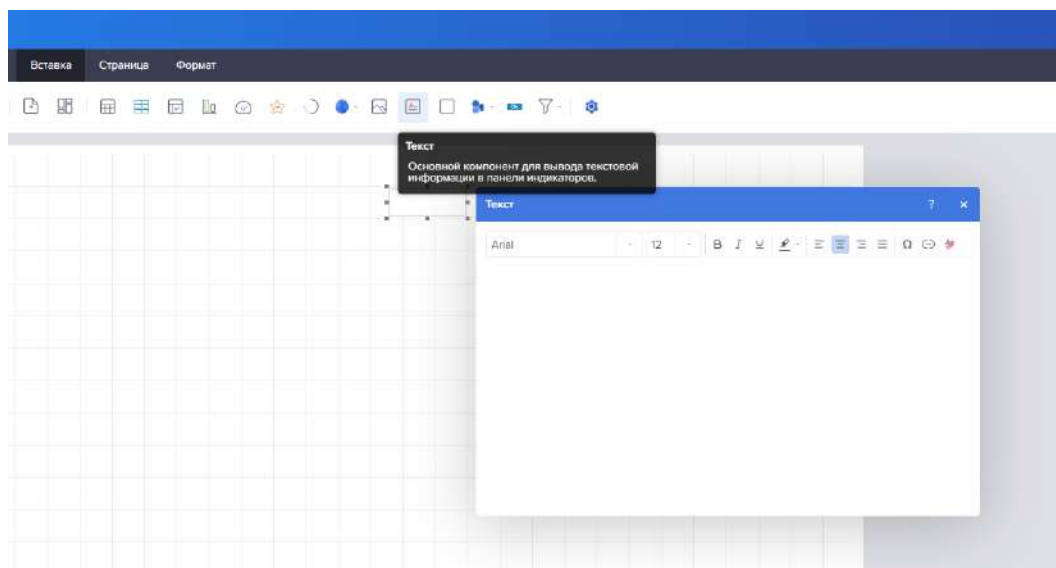 Вставка Страница Формат
Текст
Основной компонент для вывода текстовой
информации в панели индикаторов.
Текст ? ×
Arial 12 B I U Ω